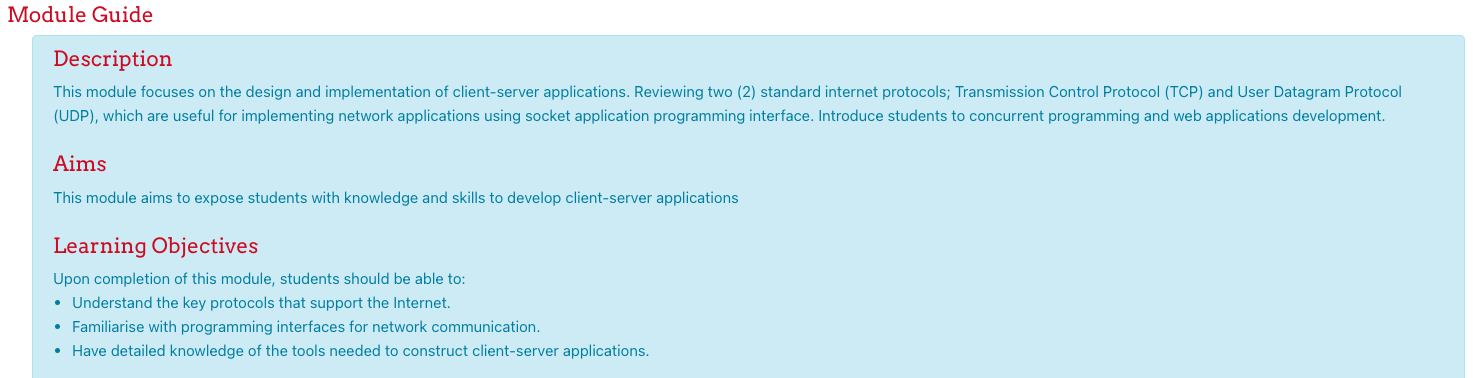 Module Guide
Description
This module focuses on the design and implementation of client-server applications. Reviewing two (2) standard internet protocols; Transmission Control Protocol (TCP) and User Datagram Protocol
(UDP), which are useful for implementing network applications using socket application programming interface. Introduce students to concurrent programming and web applications development.
Aims
This module aims to expose students with knowledge and skills to develop client-server applications
Learning Objectives
Upon completion of this module, students should be able to:
• Understand the key protocols that support the Internet.
• Familiarise with programming interfaces for network communication.
• Have detailed knowledge of the tools needed to construct client-server applications.